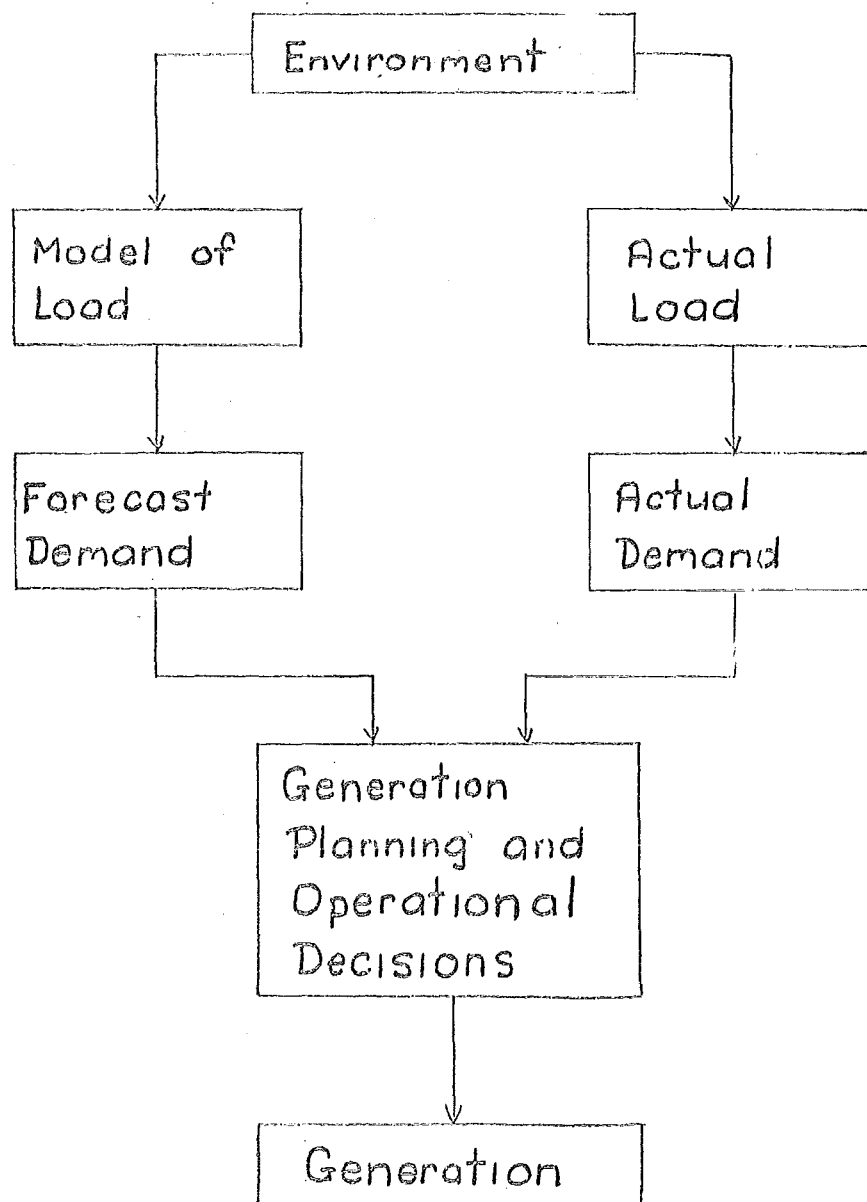 Environment
Model of
Load
Actual
Load
Forecast
Demand
Actual
Demand
Generation
Planning and
Operational
Decisions
Generation